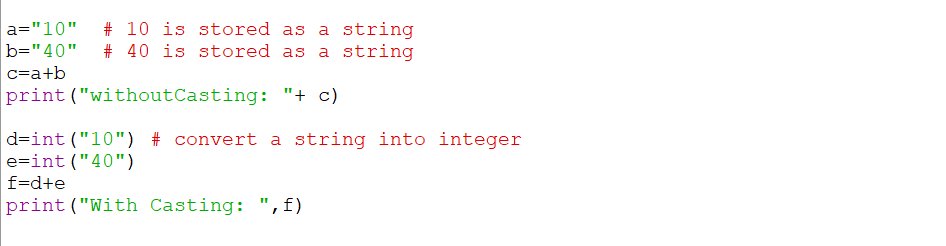 a="10"  # 10 is stored as a string
b="40"  # 40 is stored as a string
c=a+b
print("withoutCasting: "+ c)
d=int("10") # convert a string into integer
e=int("40")
f=d+e
print("With Casting: ",f)